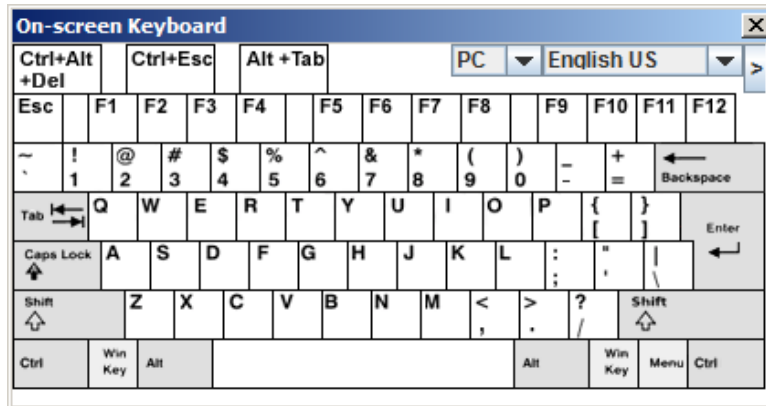 On-screen Keyboard X
Ctrl+Alt +Del Ctrl+Esc Alt +Tab PC English US >
Esc F1 F2 F3 F4 F5 F6 F7 F8 F9 F10 F11 F12
~ ! @ # $ % ^ & * ( ) _ +
` 1 2 3 4 5 6 7 8 9 0 - = Backspace
Tab Q W E R T Y U I O P { }
[ ] Enter
Caps Lock A S D F G H J K L : " |
; ' \
Shift Z X C V B N M < > ? Shift
, . /
Ctrl Win Key Alt Alt Win Key Menu Ctrl